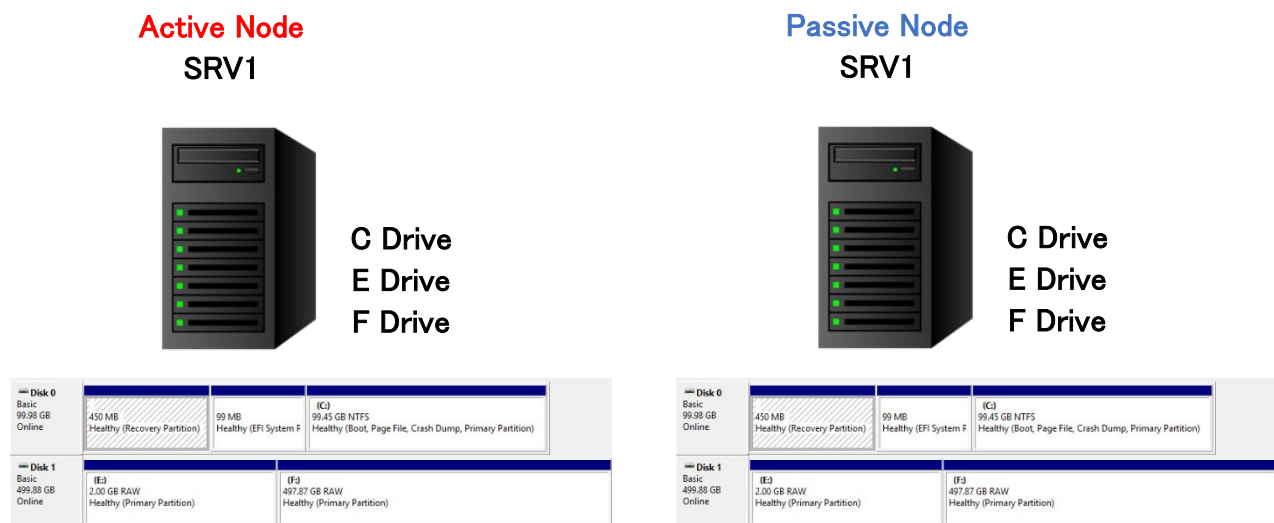 Active Node
SRV1
C Drive
E Drive
F Drive
Disk 0
Basic
99.98 GB
Online
450 MB
Healthy (Recovery Partition)
99 MB
Healthy (EFI System P
(C:)
99.45 GB NTFS
Healthy (Boot, Page File, Crash Dump, Primary Partition)
Disk 1
Basic
499.88 GB
Online
(E:)
2.00 GB RAW
Healthy (Primary Partition)
(F:)
497.87 GB RAW
Healthy (Primary Partition)
Passive Node
SRV1
C Drive
E Drive
F Drive
Disk 0
Basic
99.98 GB
Online
450 MB
Healthy (Recovery Partition)
99 MB
Healthy (EFI System P
(C:)
99.45 GB NTFS
Healthy (Boot, Page File, Crash Dump, Primary Partition)
Disk 1
Basic
499.88 GB
Online
(E:)
2.00 GB RAW
Healthy (Primary Partition)
(F:)
497.87 GB RAW
Healthy (Primary Partition)